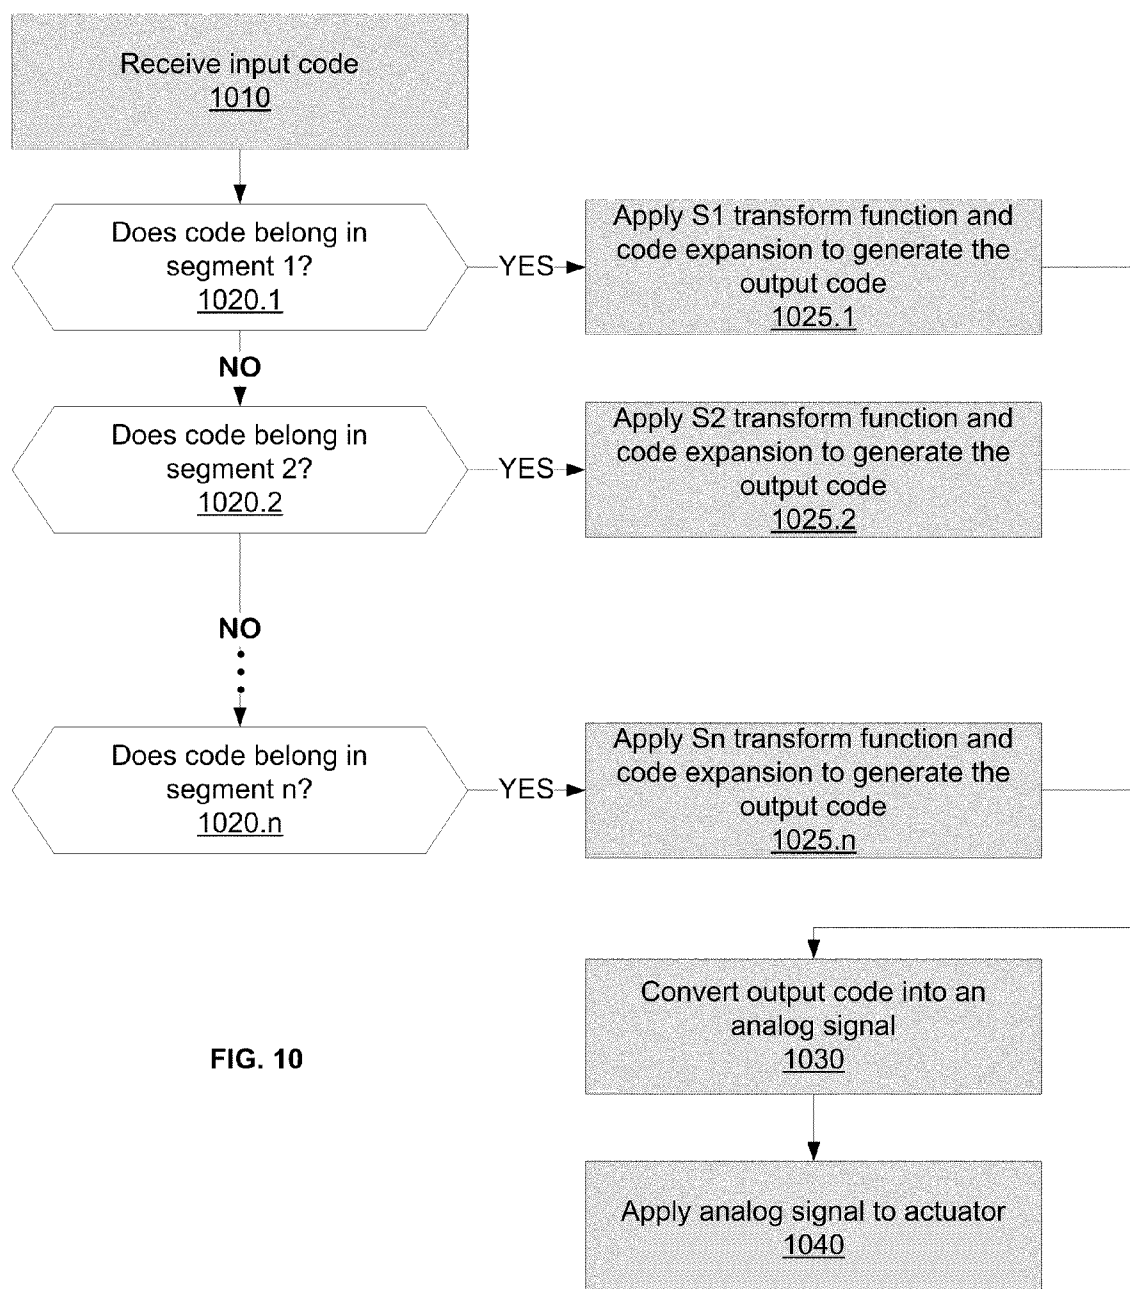 Receive input code
1010
Does code belong in
segment 1?
1020.1
YES
Apply S1 transform function and
code expansion to generate the
output code
1025.1
NO
Does code belong in
segment 2?
1020.2
YES
Apply S2 transform function and
code expansion to generate the
output code
1025.2
NO
Does code belong in
segment n?
1020.n
YES
Apply Sn transform function and
code expansion to generate the
output code
1025.n
Convert output code into an
analog signal
1030
FIG. 10
Apply analog signal to actuator
1040